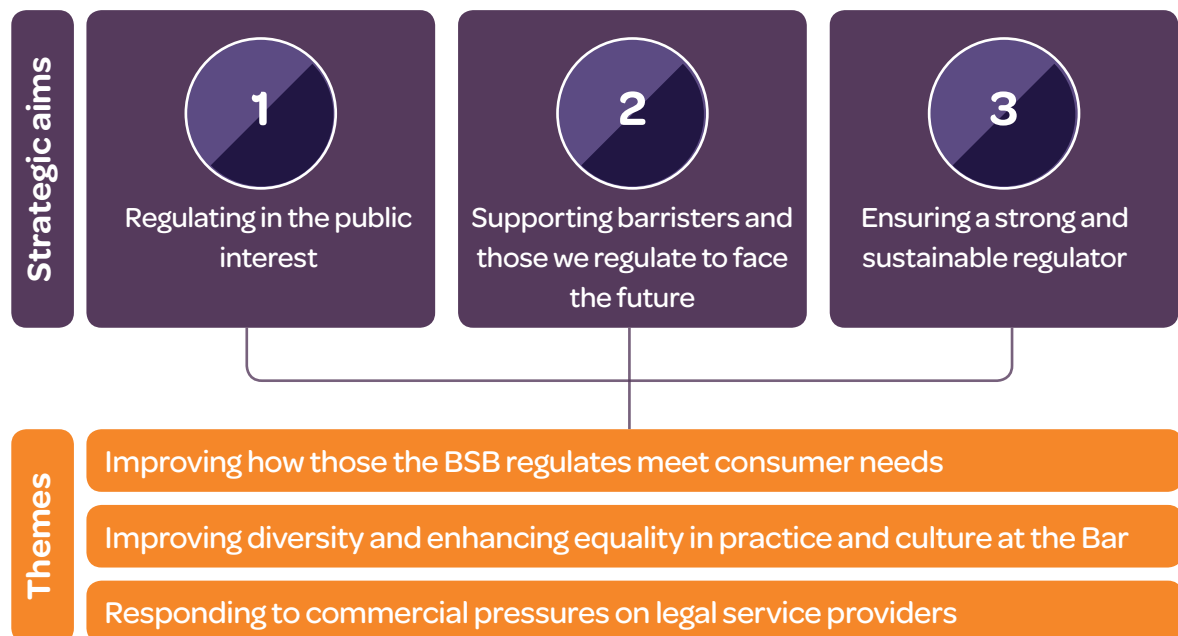 Strategic aims
1
Regulating in the public
interest
2
Supporting barristers and
those we regulate to face
the future
3
Ensuring a strong and
sustainable regulator
Themes
Improving how those the BSB regulates meet consumer needs
Improving diversity and enhancing equality in practice and culture at the Bar
Responding to commercial pressures on legal service providers